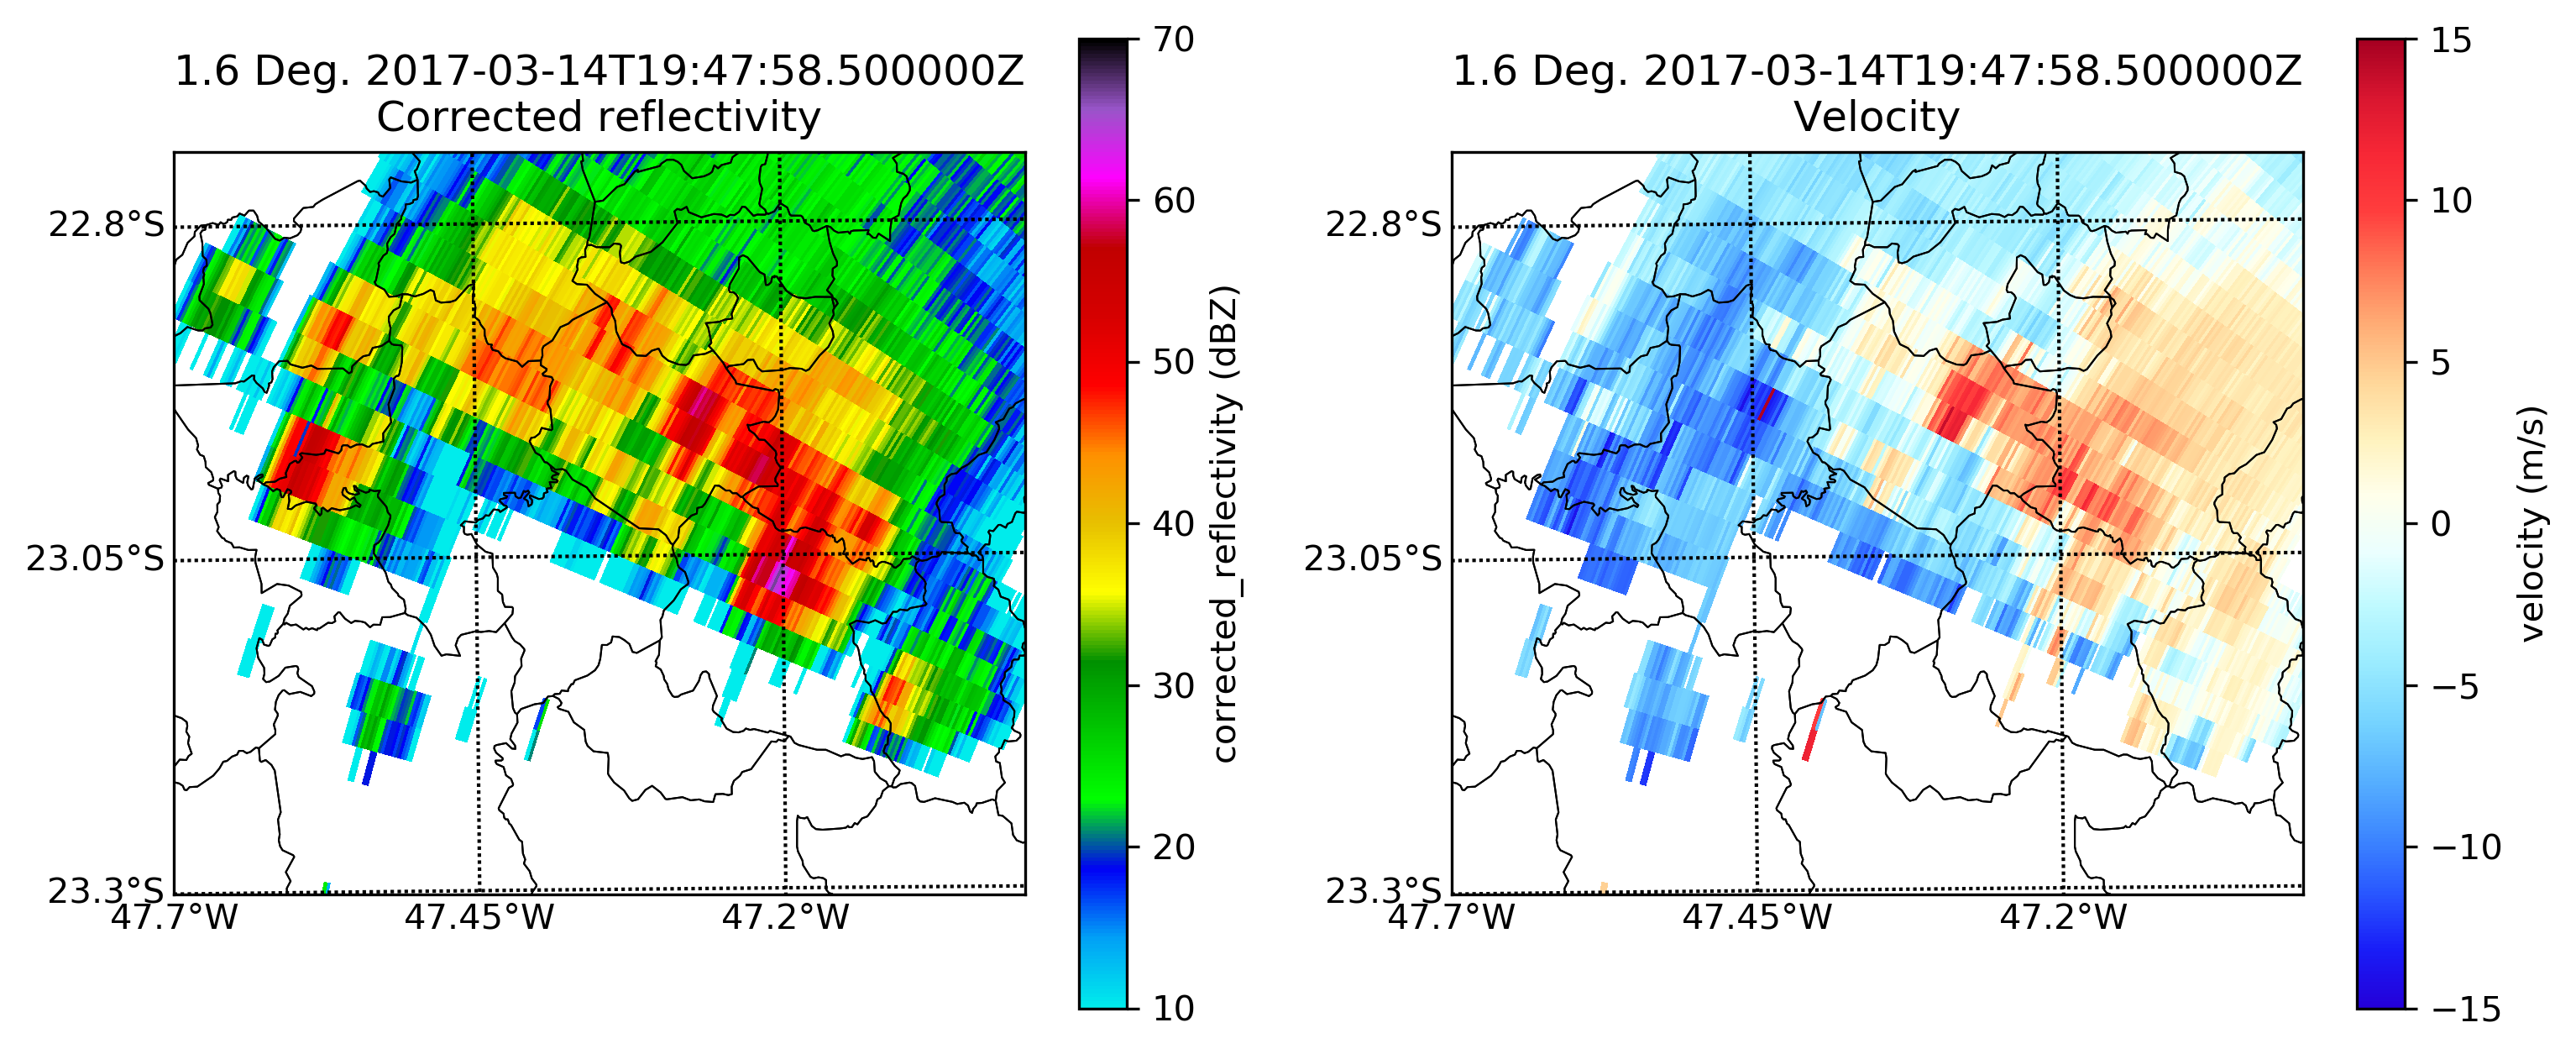 1.6 Deg. 2017-03-14T19:47:58.500000Z
Corrected reflectivity
22.8°S
23.05°S
23.3°S
47.7°W
47.45°W
47.2°W
70
60
50
40
30
20
10
corrected_reflectivity (dBZ)
1.6 Deg. 2017-03-14T19:47:58.500000Z
Velocity
22.8°S
23.05°S
23.3°S
47.7°W
47.45°W
47.2°W
15
10
5
0
−5
−10
−15
velocity (m/s)